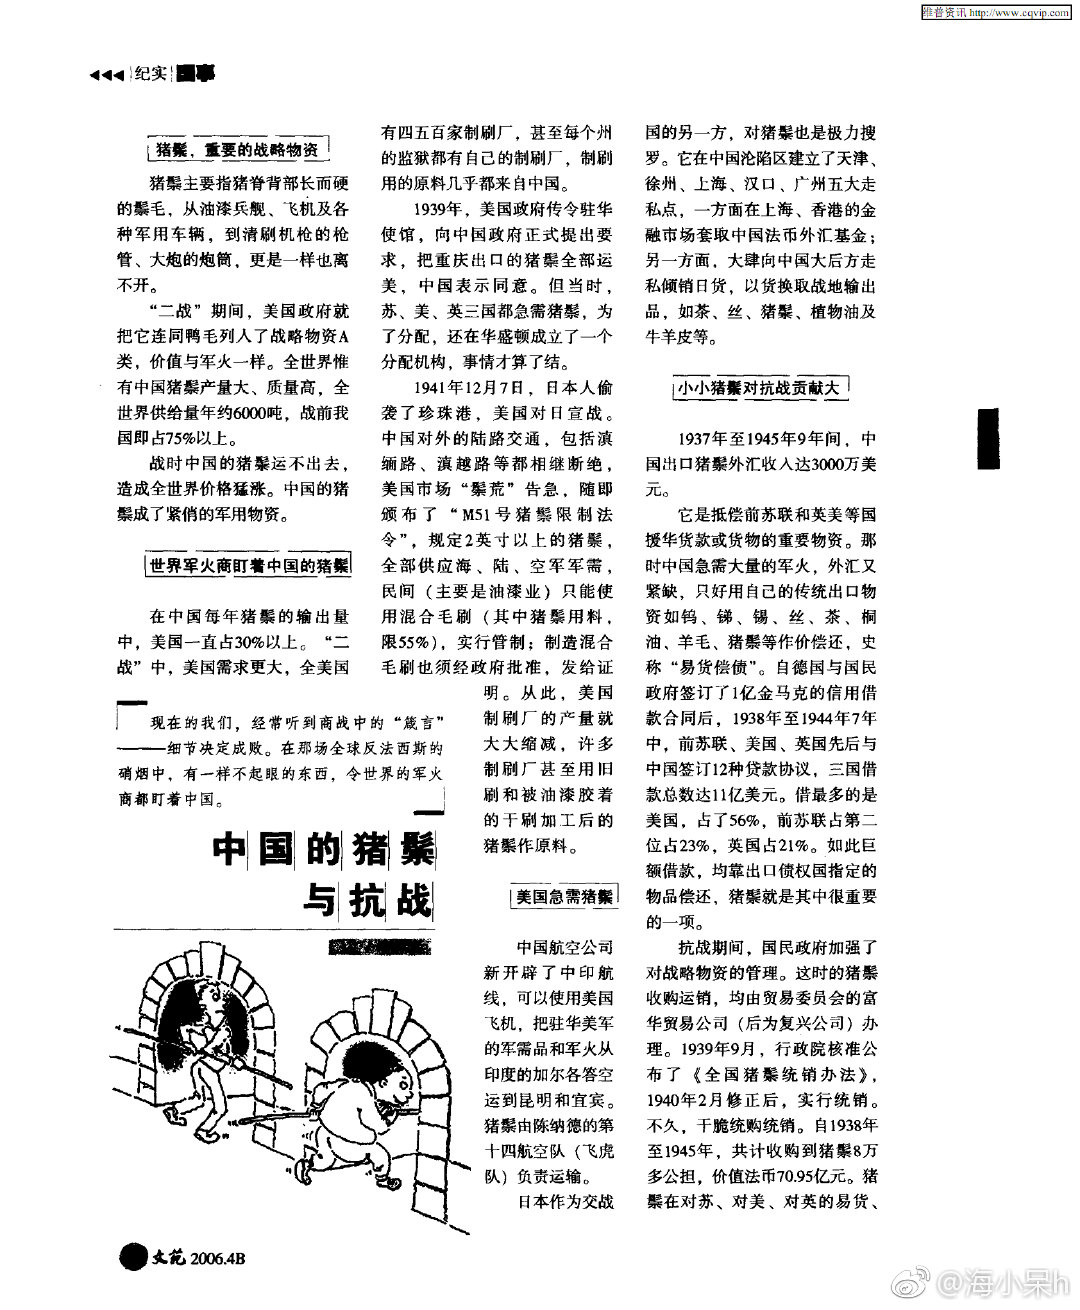 维普资讯 http://www.cqvip.com
纪实
猪鬃，重要的战略物资
猪鬃主要指猪脊背部长而硬
的鬃毛，从油漆兵舰、飞机及各
种军用车辆，到清刷机枪的枪
管、大炮的炮筒，更是一样也离
不开。
“二战”期间，美国政府就
把它连同鸭毛列人了战略物资A
类，价值与军火一样。全世界惟
有中国猪鬃产量大、质量高，全
世界供给量年约6000吨，战前我
国即占75%以上。
战时中国的猪鬃运不出去，
造成全世界价格猛涨。中国的猪
鬃成了紧俏的军用物资。
世界军火商盯着中国的猪鬃
在中国每年猪鬃的输出量
中，美国一直占30%以上。“二
战”中，美国需求更大，全美国
有四五百家制刷厂，甚至每个州
的监狱都有自己的制刷厂，制刷
用的原料几乎都来自中国。
1939年，美国政府传令驻华
使馆，向中国政府正式提出要
求，把重庆出口的猪鬃全部运
美，中国表示同意。但当时，
苏、美、英三国都急需猪鬃，为
了分配，还在华盛顿成立了一个
分配机构，事情才算了结。
1941年12月7日，日本人偷
袭了珍珠港，美国对日宣战。
中国对外的陆路交通，包括滇
缅路、滇越路等都相继断绝，
美国市场“鬃荒”告急，随即
颁布了“M51号猪鬃限制法
令”，规定2英寸以上的猪鬃，
全部供应海、陆、空军军需，
民间（主要是油漆业）只能使
用混合毛刷（其中猪鬃用料，
限55%），实行管制；制造混合
毛刷也须经政府批准，发给证
明。从此，美国
制刷厂的产量就
大大缩减，许多
制刷厂甚至用旧
刷和被油漆胶着
的干刷加工后的
猪鬃作原料。
美国急需猪鬃
中国航空公司
新开辟了中印航
线，可以使用美国
飞机，把驻华美军
的军需品和军火从
印度的加尔各答空
运到昆明和宜宾。
猪鬃由陈纳德的第
十四航空队（飞虎
队）负责运输。
日本作为交战
国的另一方，对猪鬃也是极力搜
罗。它在中国沦陷区建立了天津、
徐州、上海、汉口、广州五大走
私点，一方面在上海、香港的金
融市场套取中国法币外汇基金；
另一方面，大肆向中国大后方走
私倾销日货，以货换取战地输出
品，如茶、丝、猪鬃、植物油及
牛羊皮等。
小小猪鬃对抗战贡献大
1937年至1945年9年间，中
国出口猪鬃外汇收入达3000万美
元。
它是抵偿前苏联和英美等国
援华货款或货物的重要物资。那
时中国急需大量的军火，外汇又
紧缺，只好用自己的传统出口物
资如钨、锑、锡、丝、茶、桐
油、羊毛、猪鬃等作价偿还，史
称“易货偿债”。自德国与国民
政府签订了1亿金马克的信用借
款合同后，1938年至1944年7年
中，前苏联、美国、英国先后与
中国签订12种贷款协议，三国借
款总数达11亿美元。借最多的是
美国，占了56%，前苏联占第二
位占23%，英国占21%。如此巨
额借款，均靠出口债权国指定的
物品偿还，猪鬃就是其中很重要
的一项。
抗战期间，国民政府加强了
对战略物资的管理。这时的猪鬃
收购运销，均由贸易委员会的富
华贸易公司（后为复兴公司）办
理。1939年9月，行政院核准公
布了《全国猪鬃统销办法》，
1940年2月修正后，实行统销。
不久，干脆统购统销。自1938年
至1945年，共计收购到猪鬃8万
多公担，价值法币70.95亿元。猪
鬃在对苏、对美、对英的易货、
现在的我们，经常听到商战中的“箴言”
——细节决定成败。在那场全球反法西斯的
硝烟中，有一样不起眼的东西，令世界的军火
商都盯着中国。
中国的猪鬃
与抗战
文苑 2006.4B
@海小呆h